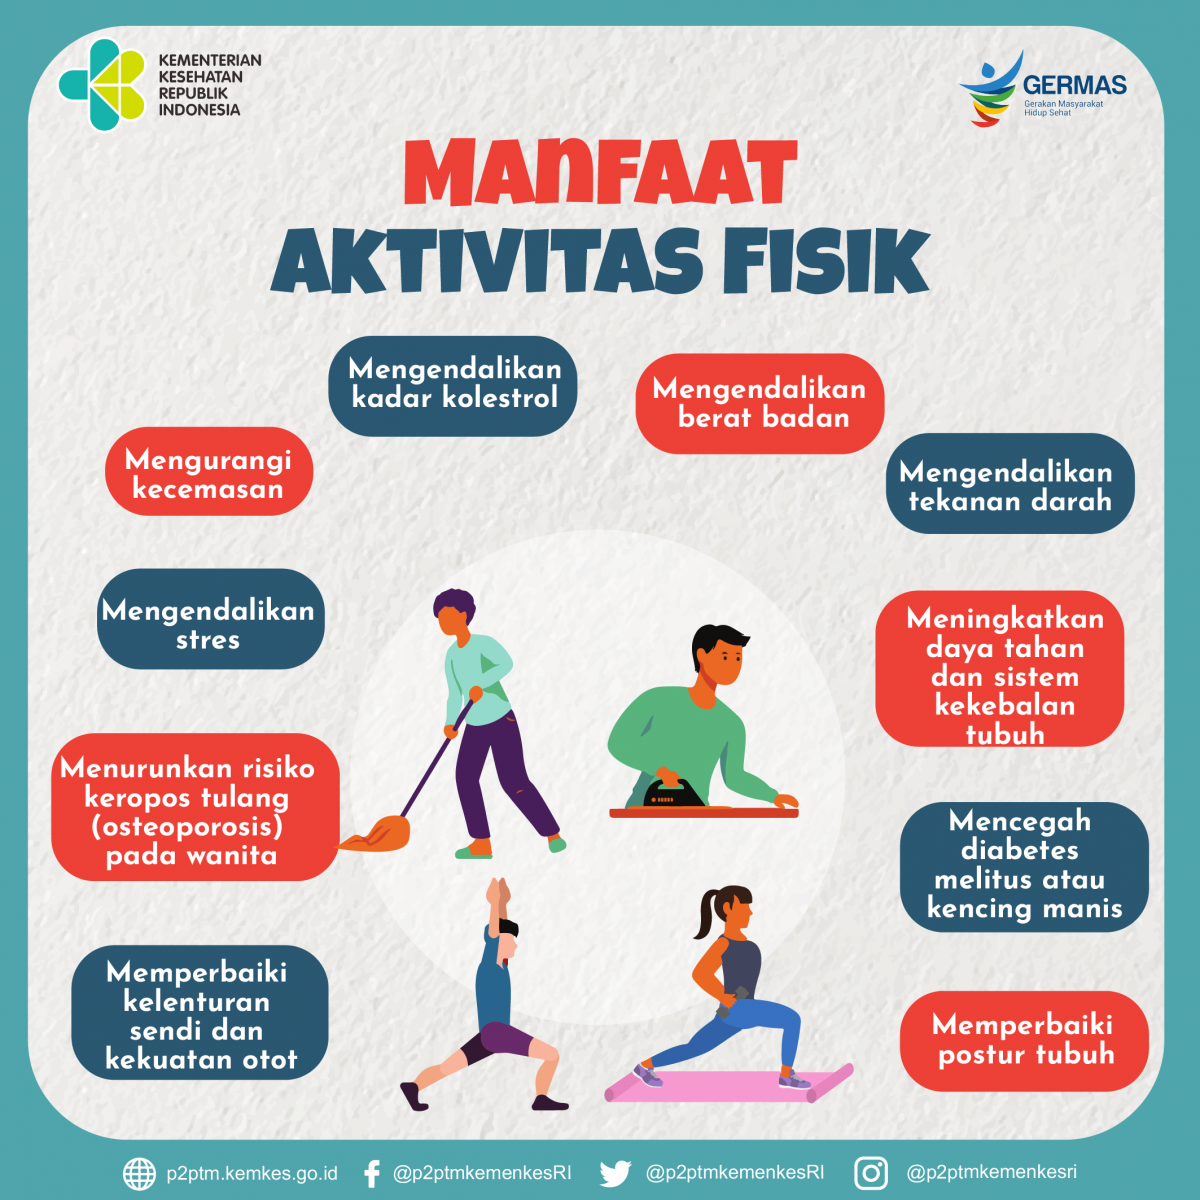 KEMENTERIAN
KESEHATAN
REPUBLIK
INDONESIA
GERMAS
Gerakan Masyarakat
Hidup Sehat
MANFAAT
AKTIVITAS FISIK
Mengendalikan
kadar kolestrol
Mengendalikan
berat badan
Mengurangi
kecemasan
Mengendalikan
tekanan darah
Mengendalikan
stres
Meningkatkan
daya tahan
dan sistem
kekebalan
tubuh
Menurunkan risiko
keropos tulang
(osteoporosis)
pada wanita
Mencegah
diabetes
melitus atau
kencing manis
Memperbaiki
kelenturan
sendi dan
kekuatan otot
Memperbaiki
postur tubuh
p2ptm.kemkes.go.id
@p2ptmkemenkesRI
@p2ptmkemenkesRI
@p2ptmkemenkesri